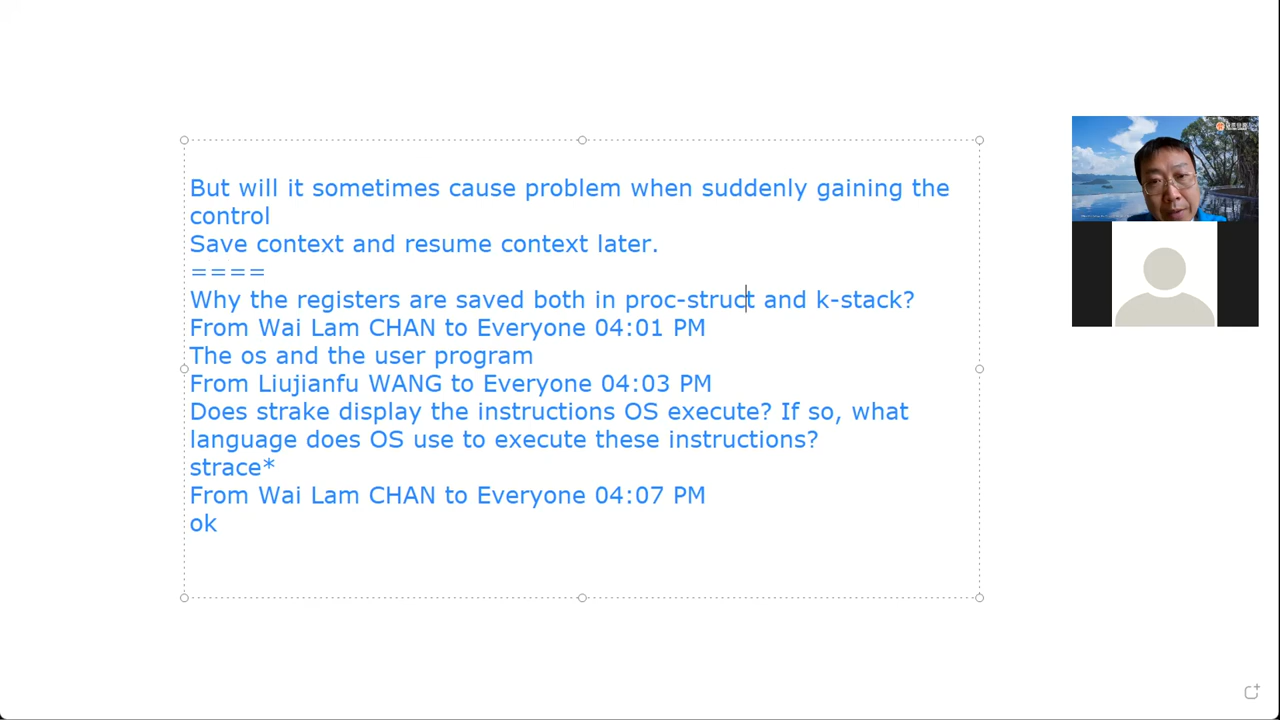 But will it sometimes cause problem when suddenly gaining the
control
Save context and resume context later.
====
Why the registers are saved both in proc-struct and k-stack?
From Wai Lam CHAN to Everyone 04:01 PM
The os and the user program
From Liujianfu WANG to Everyone 04:03 PM
Does strake display the instructions OS execute? If so, what
language does OS use to execute these instructions?
strace*
From Wai Lam CHAN to Everyone 04:07 PM
ok